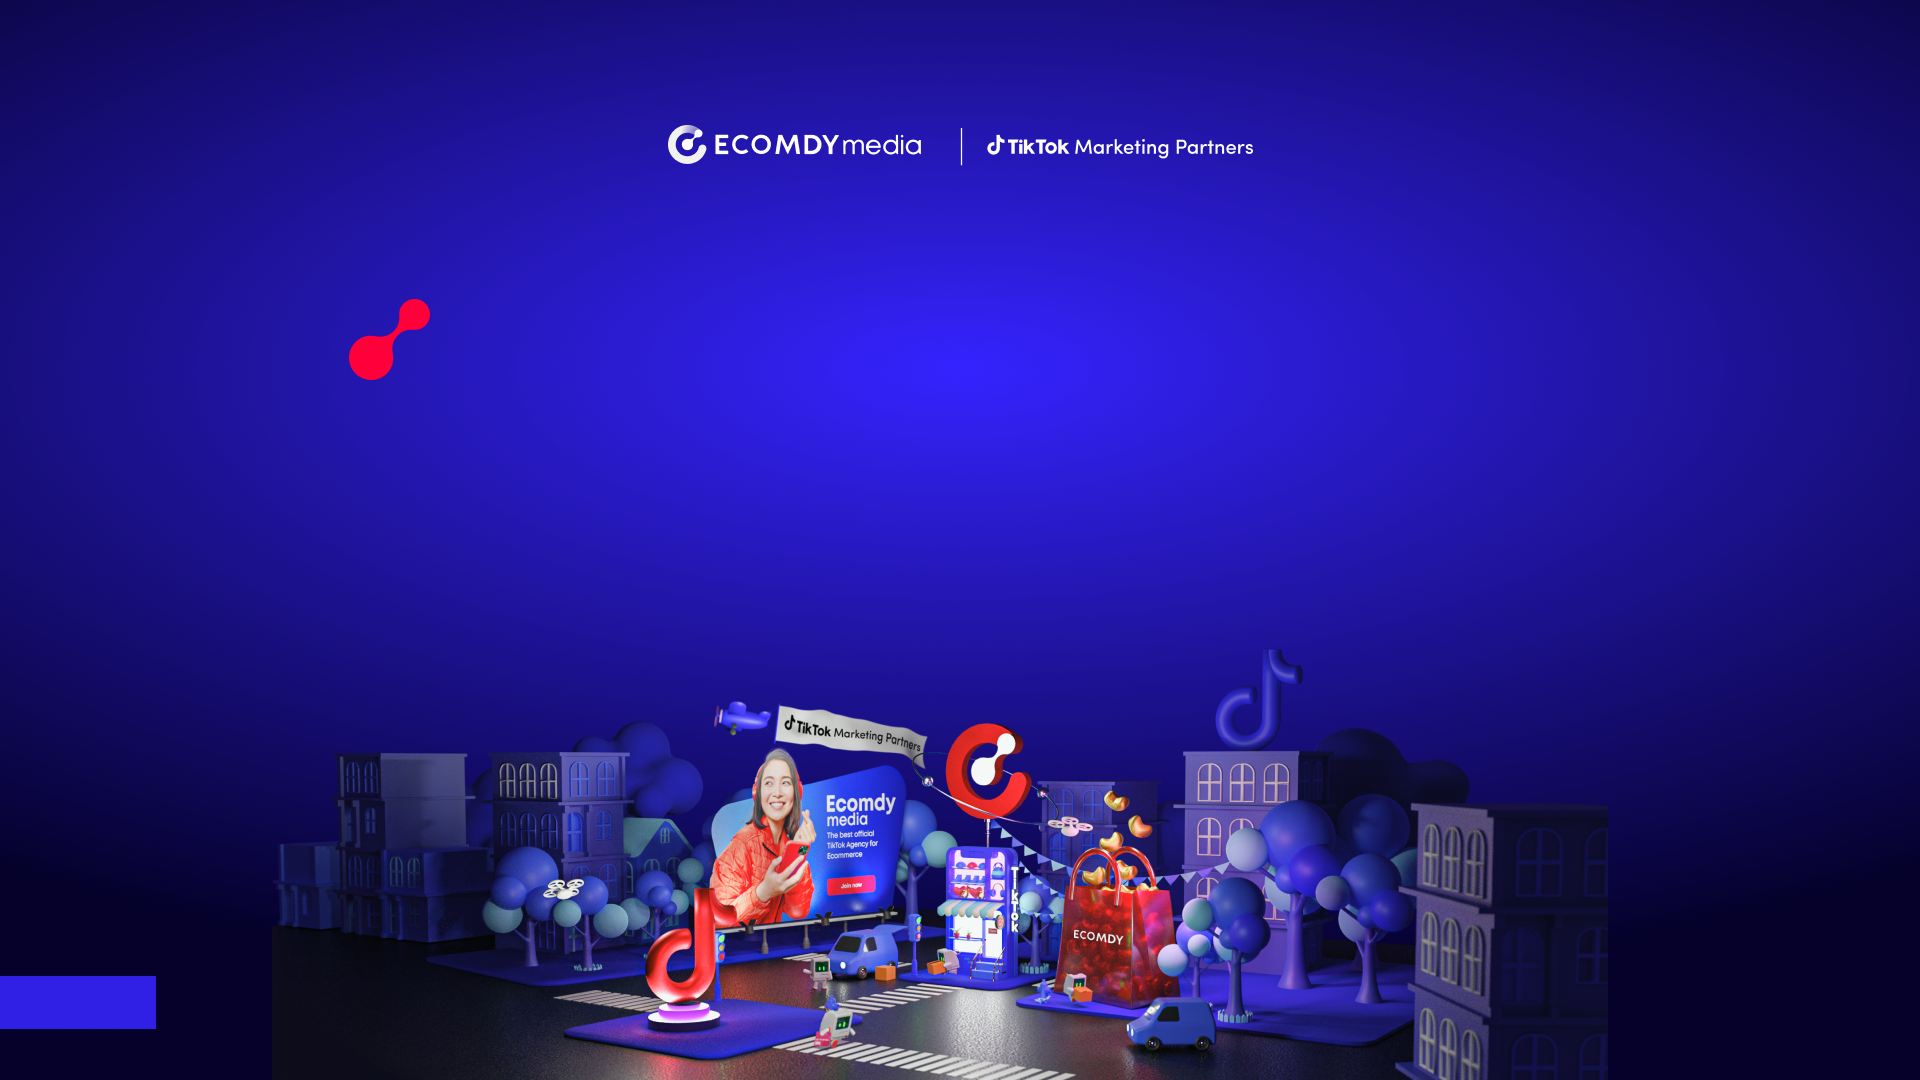 ECOMDY media
TikTok Marketing Partners
TikTok Marketing Partners
Ecomdy
media
The best official
TikTok Agency for
Ecommerce
Join now
TikTok
ECOMDY